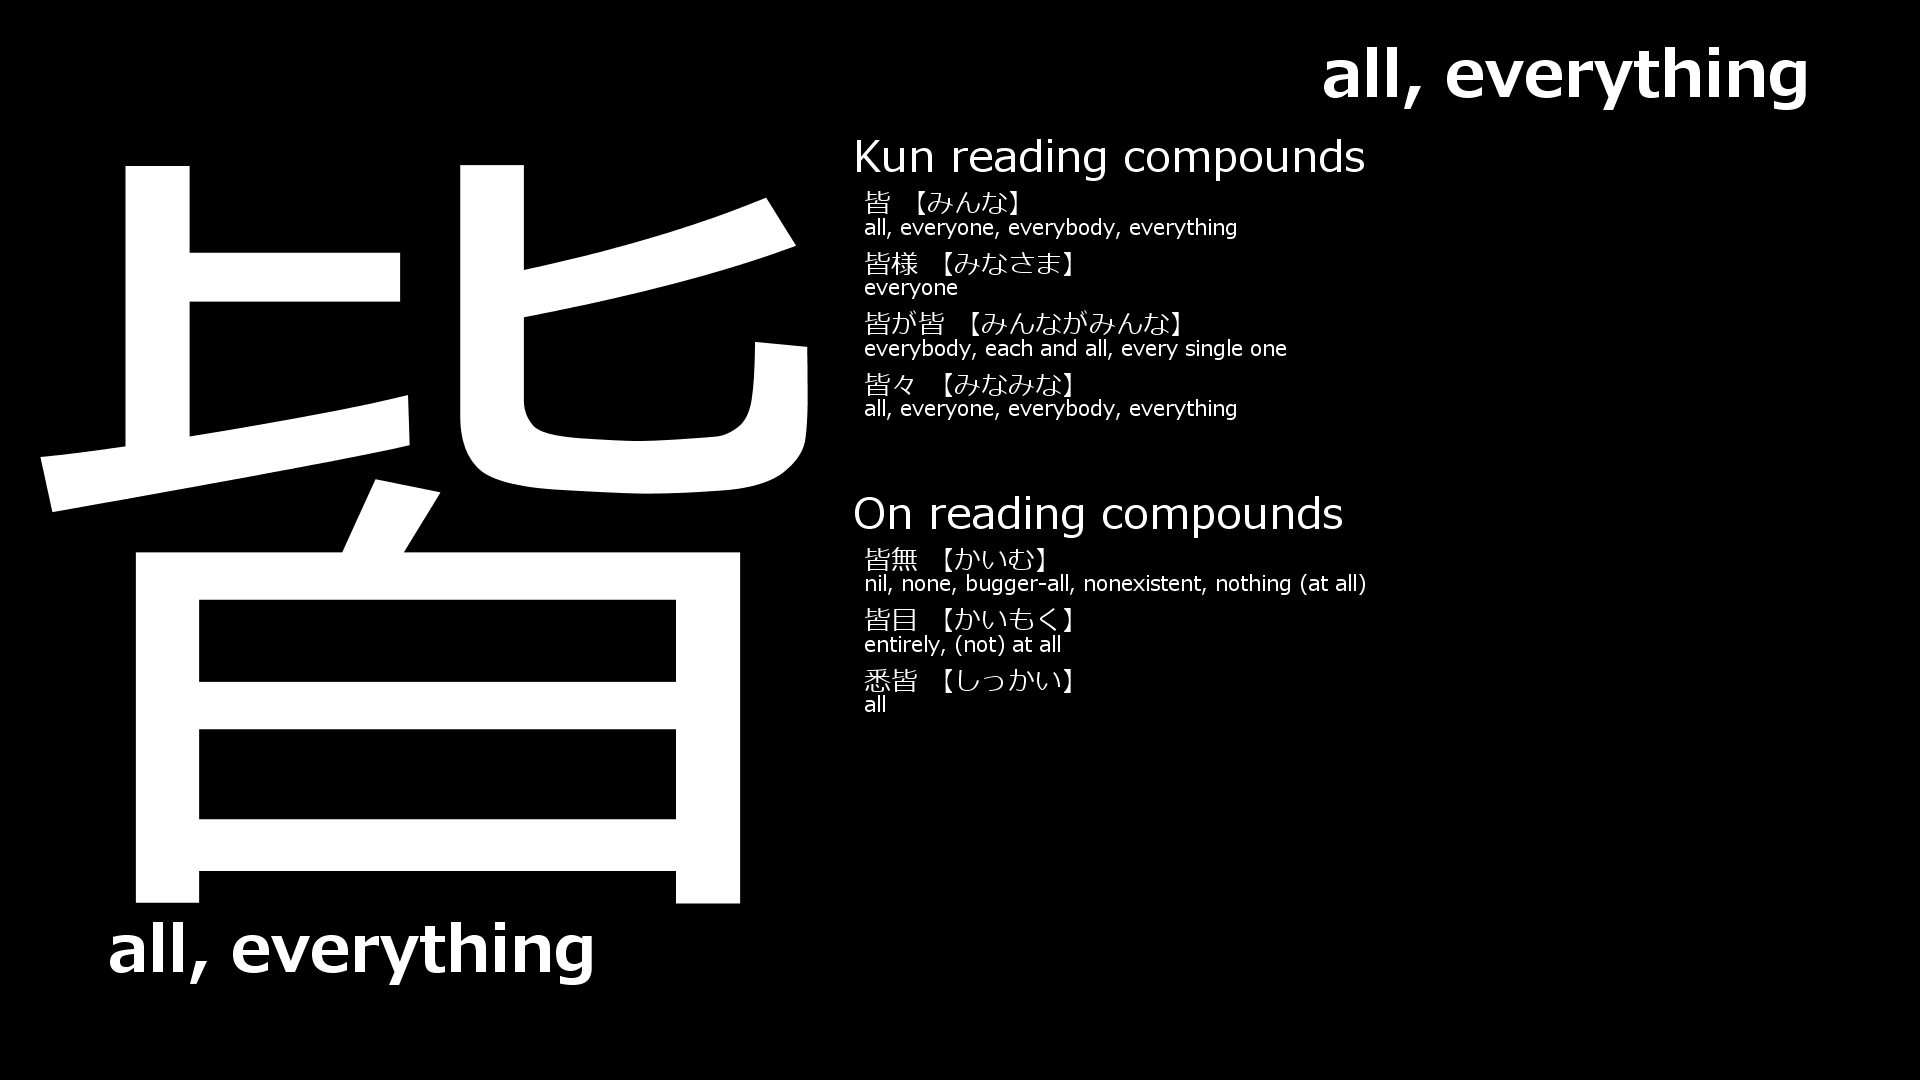 皆
all, everything
all, everything
Kun reading compounds
皆 【みんな】
all, everyone, everybody, everything
皆様 【みなさま】
everyone
皆が皆 【みんながみんな】
everybody, each and all, every single one
皆々 【みなみな】
all, everyone, everybody, everything
On reading compounds
皆無 【かいむ】
nil, none, bugger-all, nonexistent, nothing (at all)
皆目 【かいもく】
entirely, (not) at all
悉皆 【しっかい】
all